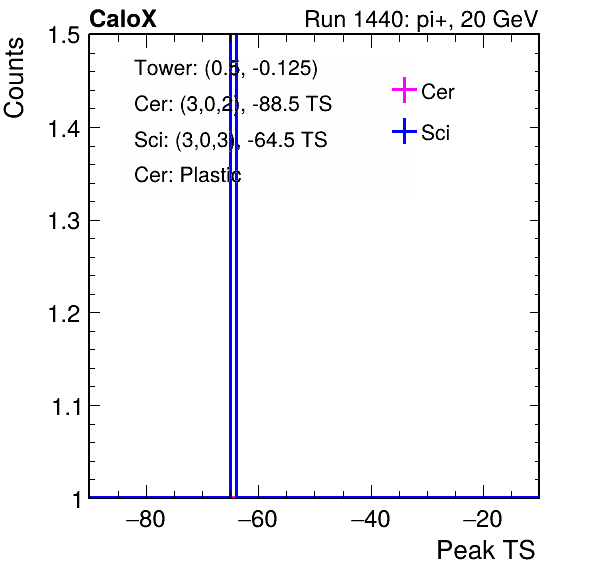 CaloX Run 1440: pi+, 20 GeV
Counts
1.5
1.4
1.3
1.2
1.1
1
Tower: (0.5, -0.125)
Cer: (3,0,2), -88.5 TS
Sci: (3,0,3), -64.5 TS
Cer: Plastic
Cer
Sci
−80 −60 −40 −20
Peak TS